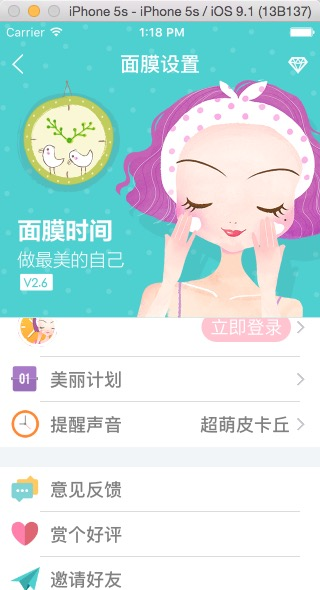 iPhone 5s - iPhone 5s / iOS 9.1 (13B137)
Carrier 1:18 PM
面膜设置
面膜时间
做最美的自己
V2.6
立即登录
01 美丽计划
提醒声音 超萌皮卡丘
意见反馈
赏个好评
邀请好友